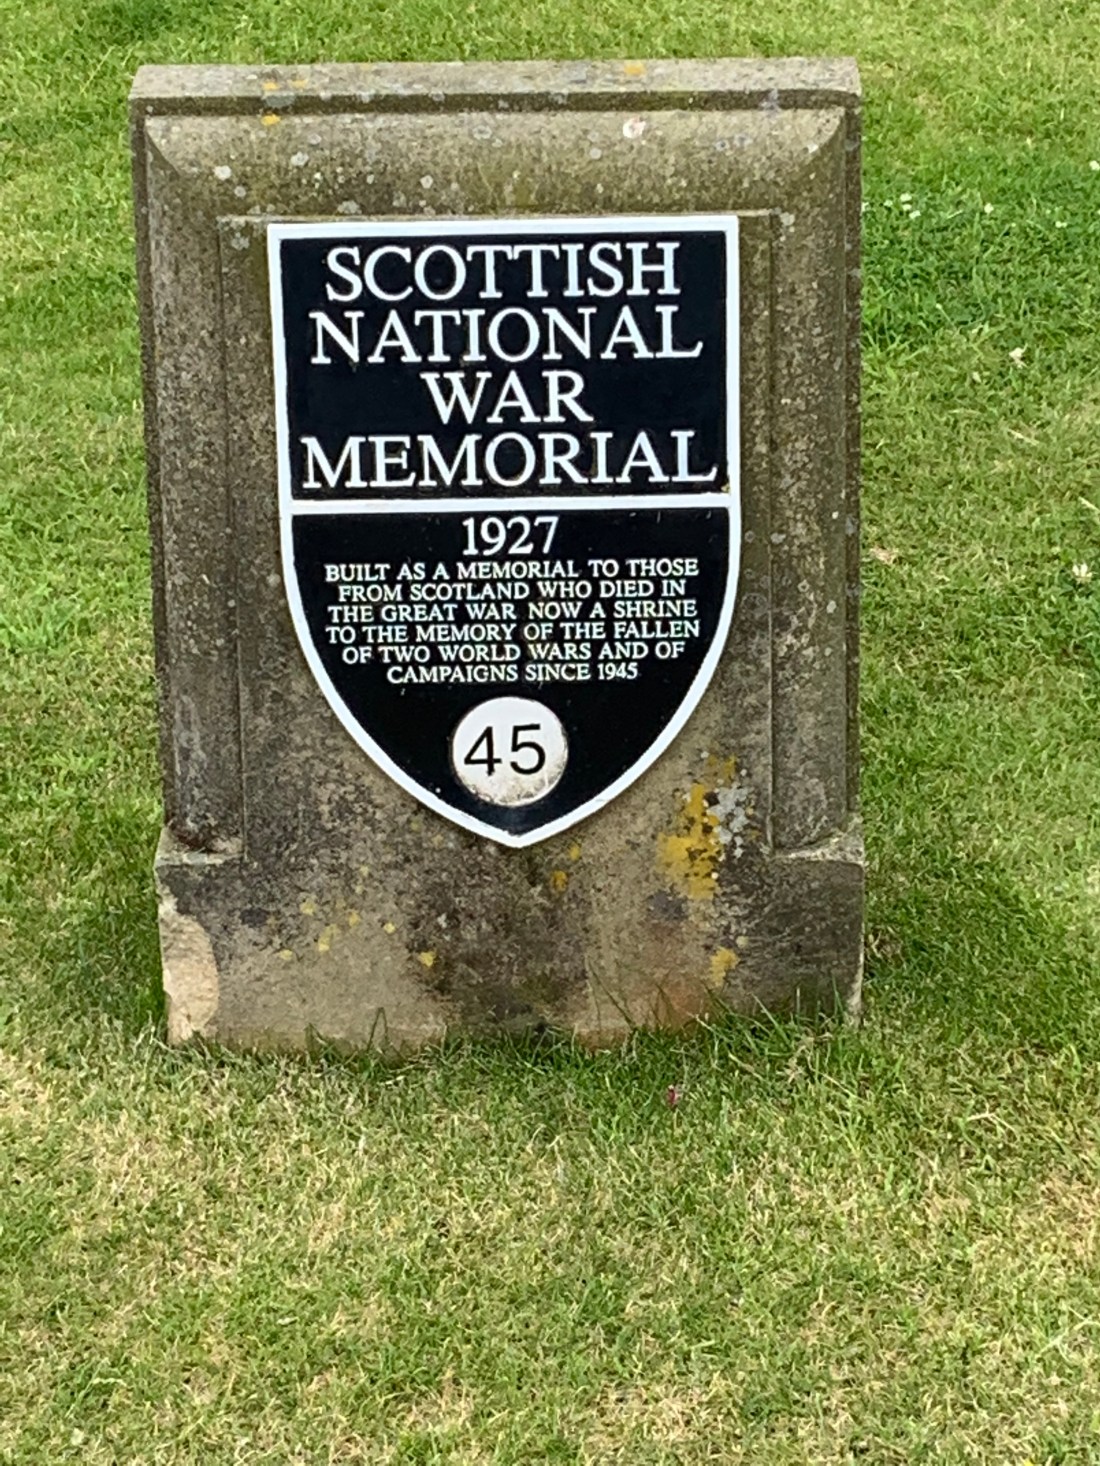 SCOTTISH
NATIONAL
WAR
MEMORIAL
1927
BUILT AS A MEMORIAL TO THOSE
FROM SCOTLAND WHO DIED IN
THE GREAT WAR NOW A SHRINE
TO THE MEMORY OF THE FALLEN
OF TWO WORLD WARS AND OF
CAMPAIGNS SINCE 1945
45